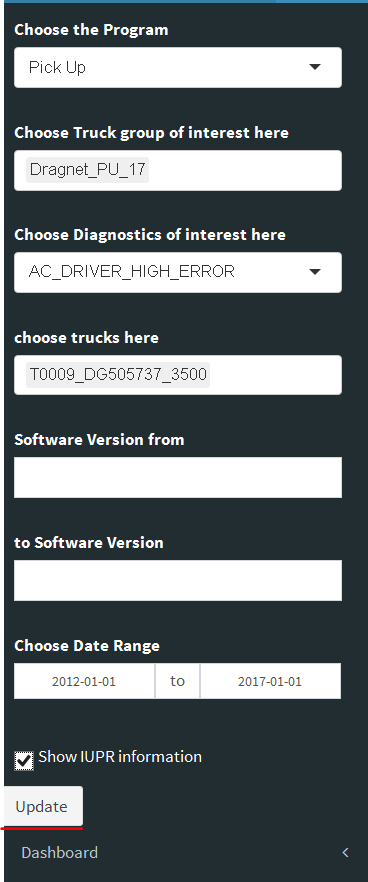 Choose the Program
Pick Up
Choose Truck group of interest here
Dragnet_PU_17
Choose Diagnostics of interest here
AC_DRIVER_HIGH_ERROR
choose trucks here
T0009_DG505737_3500
Software Version from
to Software Version
Choose Date Range
2012-01-01 to 2017-01-01
Show IUPR information
Update
Dashboard